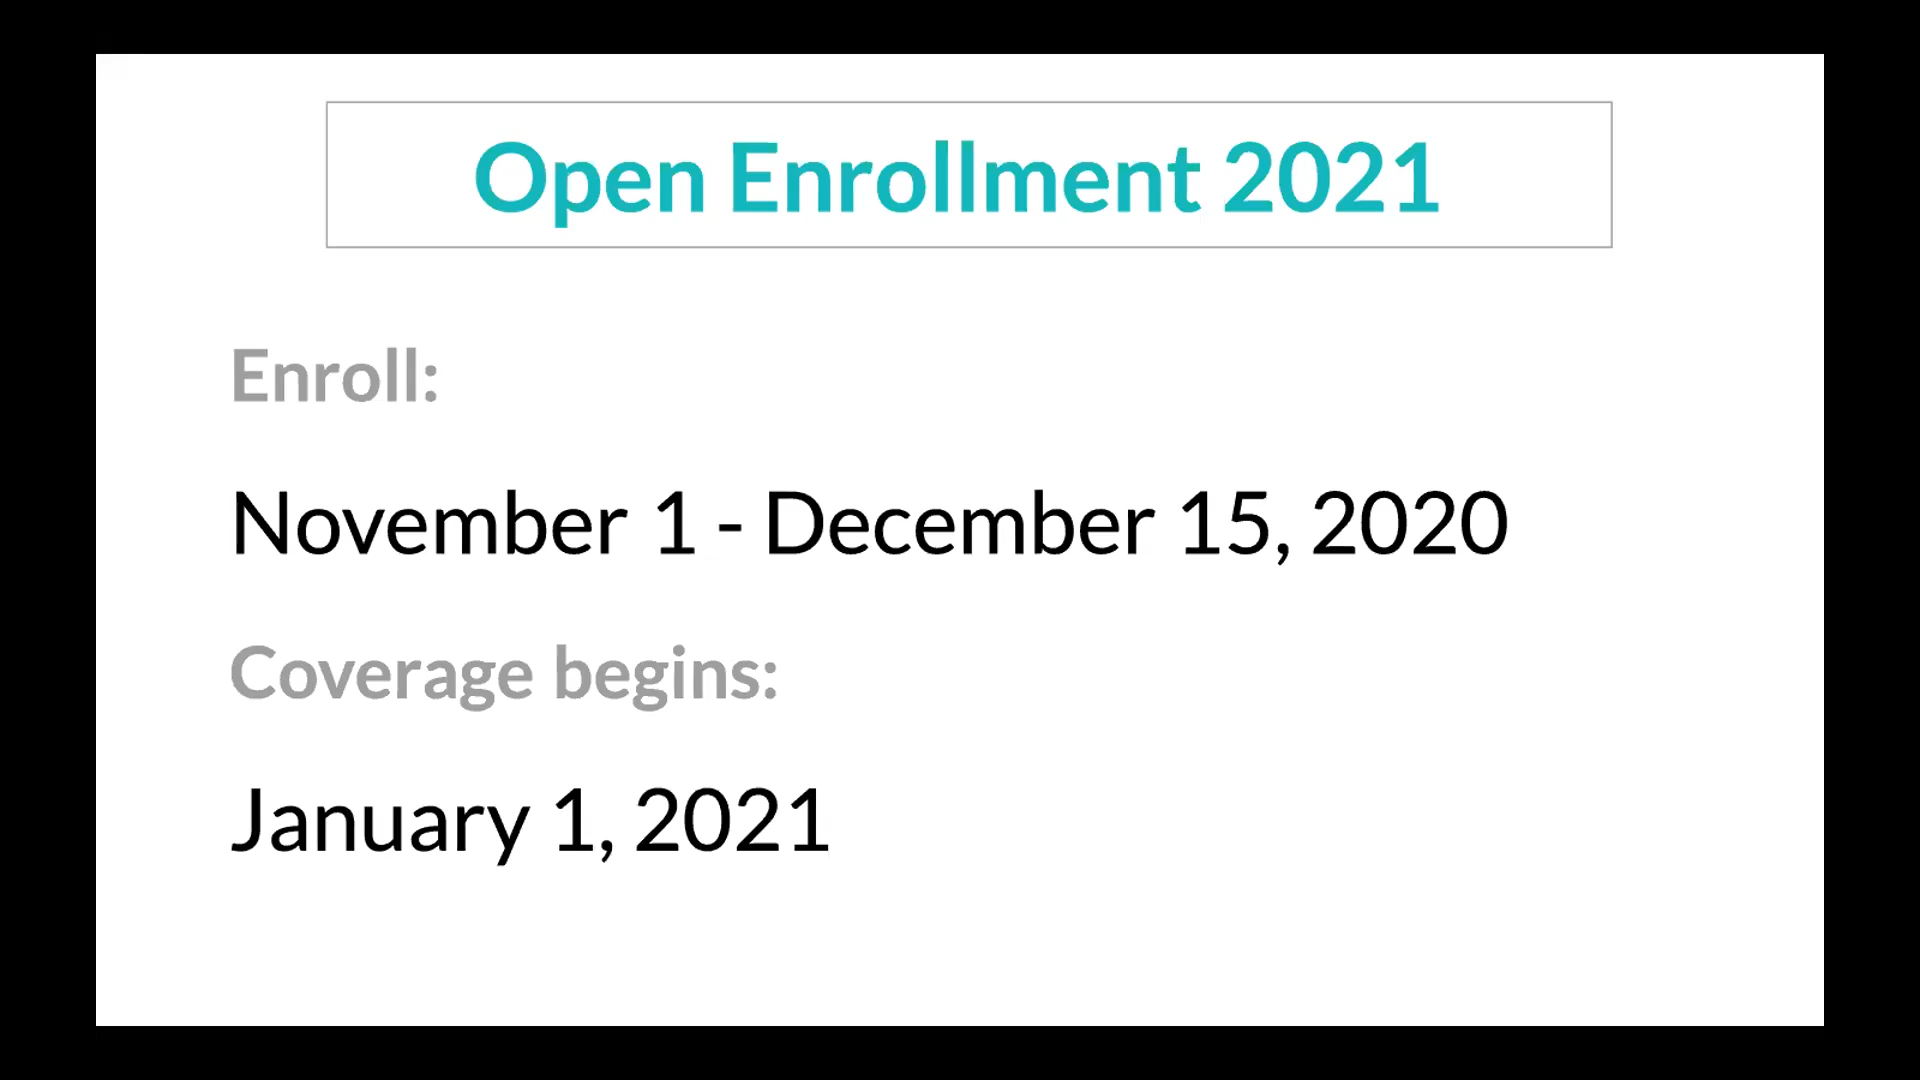 Open Enrollment 2021
Enroll:
November 1 - December 15, 2020
Coverage begins:
January 1, 2021